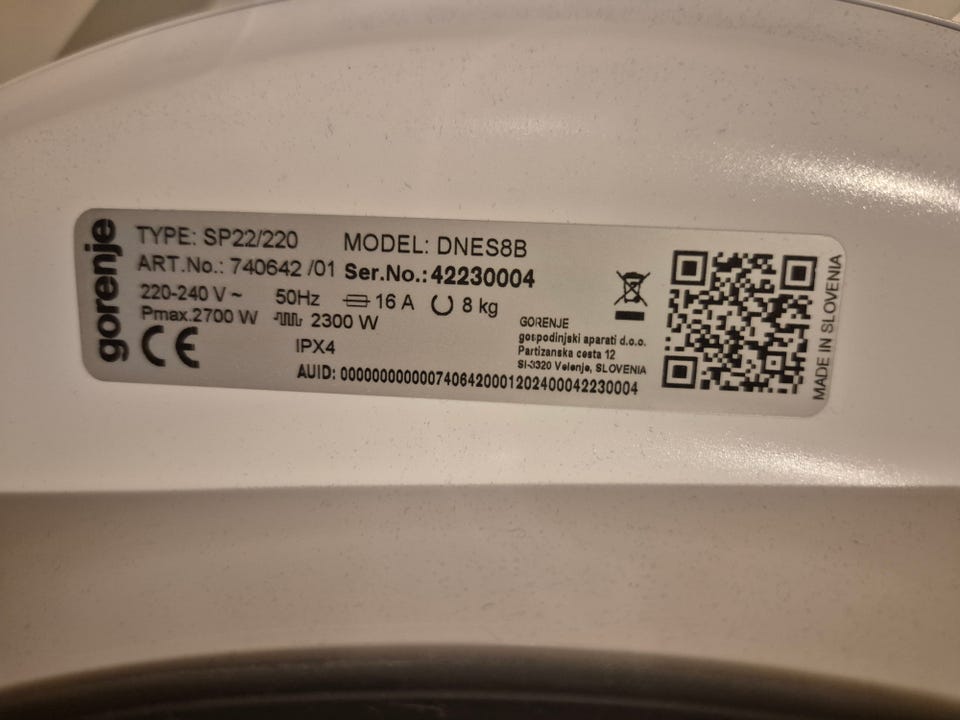 gorenje
TYPE: SP22/220 MODEL: DNES8B
ART.No.: 740642 /01 Ser.No.: 42230004
220-240 V ~ 50Hz 16 A 8 kg
Pmax.2700 W 2300 W
CE IPX4
GORENJE
gospodinjski aparati d.o.o.
Partizanska cesta 12
SI-3320 Velenje, SLOVENIA
AUID: 0000000000007406420001202400042230004
MADE IN SLOVENIA